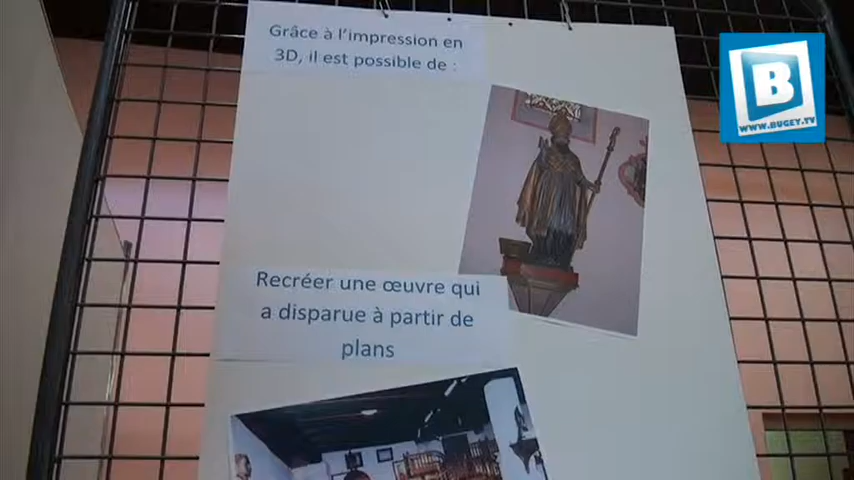 Grâce à l'impression en
3D, il est possible de :
B
WWW.BUGEY.TV
Recréer une œuvre qui
a disparue à partir de
plans